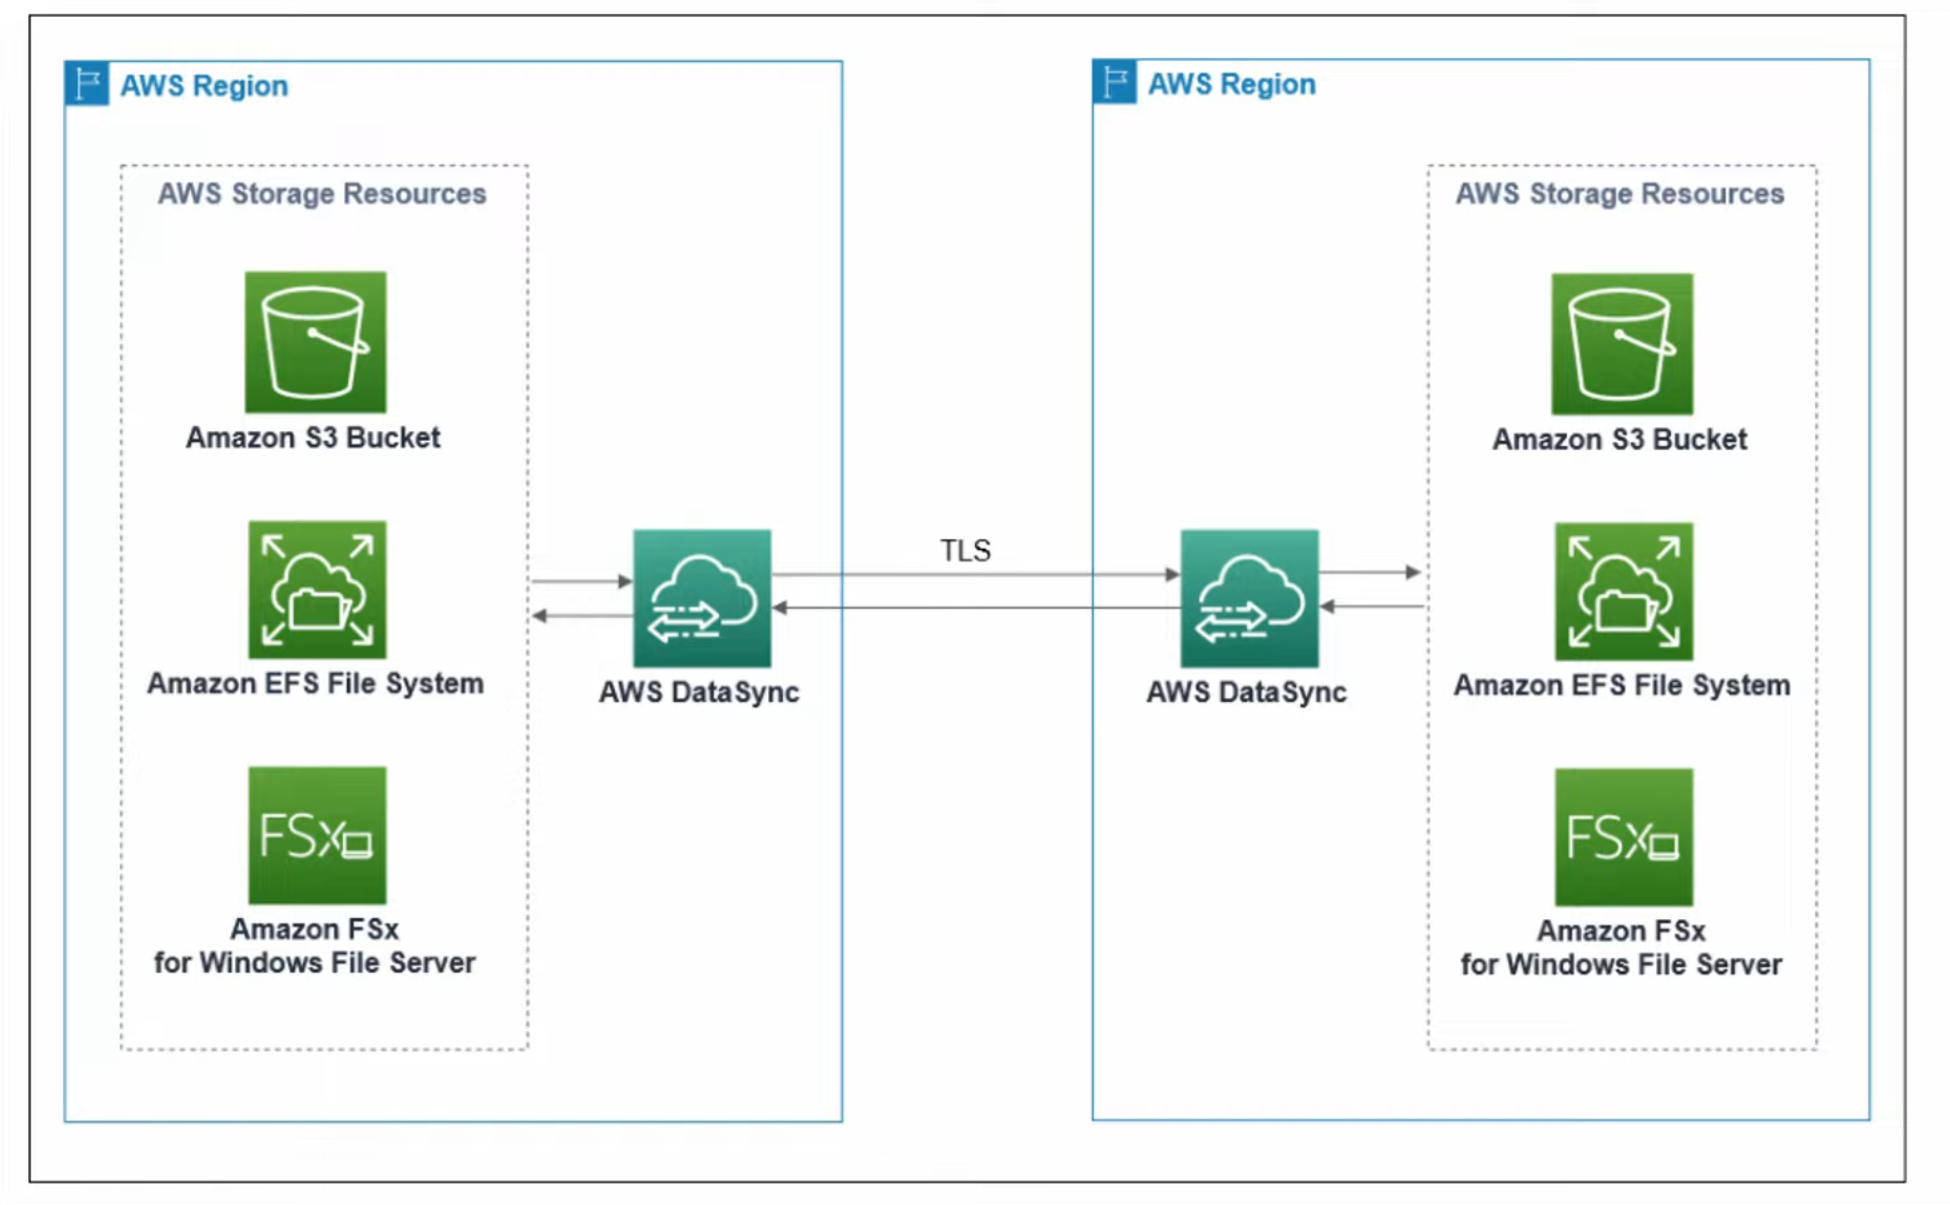 AWS Region
AWS Storage Resources
Amazon S3 Bucket
Amazon EFS File System
FSx
Amazon FSx
for Windows File Server
AWS DataSync
TLS
AWS Region
AWS DataSync
AWS Storage Resources
Amazon S3 Bucket
Amazon EFS File System
FSx
Amazon FSx
for Windows File Server